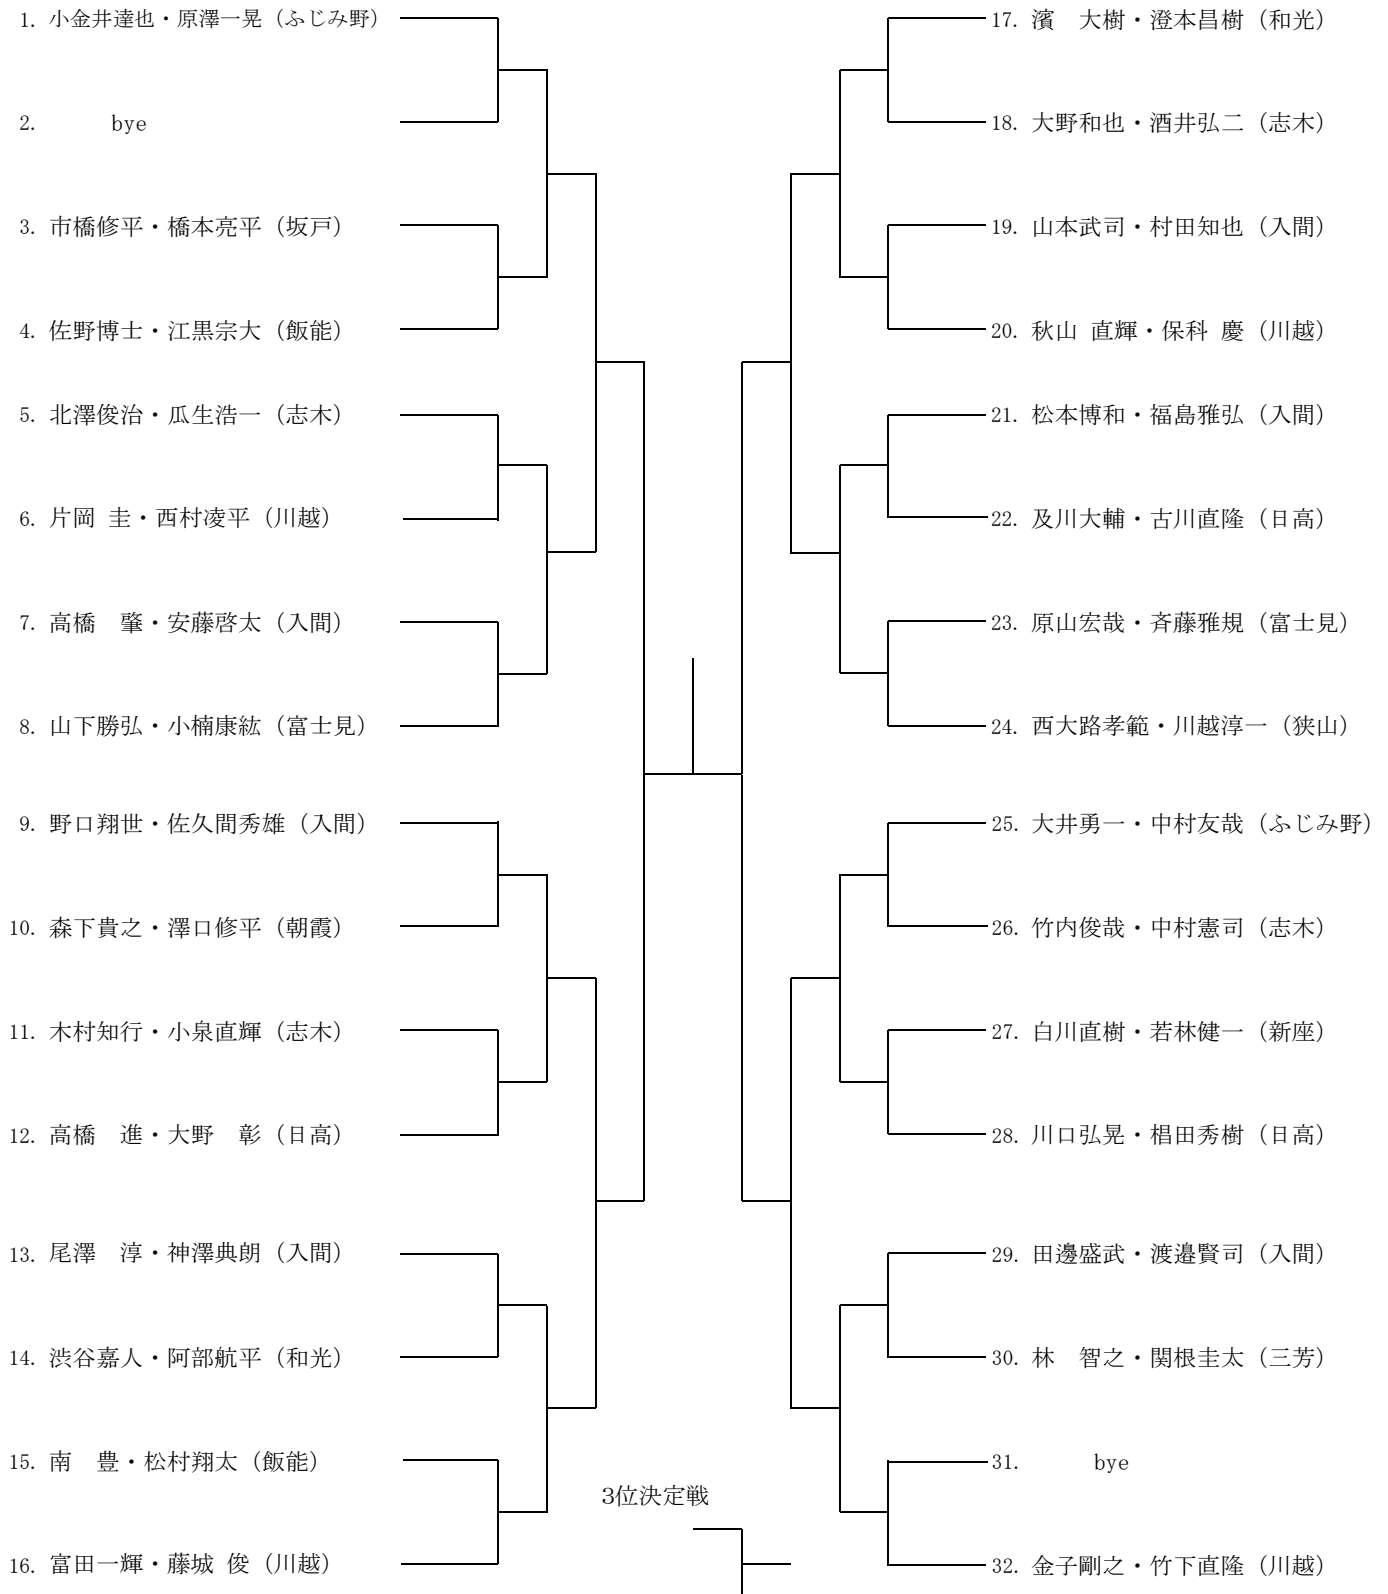 1. 小金井達也・原澤一晃（ふじみ野）
2. bye
3. 市橋修平・橋本亮平（坂戸）
4. 佐野博士・江黒宗大（飯能）
5. 北澤俊治・瓜生浩一（志木）
6. 片岡 圭・西村凌平（川越）
7. 高橋　肇・安藤啓太（入間）
8. 山下勝弘・小楠康紘（富士見）
9. 野口翔世・佐久間秀雄（入間）
10. 森下貴之・澤口修平（朝霞）
11. 木村知行・小泉直輝（志木）
12. 高橋　進・大野　彰（日高）
13. 尾澤　淳・神澤典朗（入間）
14. 渋谷嘉人・阿部航平（和光）
15. 南　豊・松村翔太（飯能）
16. 富田一輝・藤城 俊（川越）
3位決定戦
17. 濱　大樹・澄本昌樹（和光）
18. 大野和也・酒井弘二（志木）
19. 山本武司・村田知也（入間）
20. 秋山 直輝・保科 慶（川越）
21. 松本博和・福島雅弘（入間）
22. 及川大輔・古川直隆（日高）
23. 原山宏哉・斉藤雅規（富士見）
24. 西大路孝範・川越淳一（狭山）
25. 大井勇一・中村友哉（ふじみ野）
26. 竹内俊哉・中村憲司（志木）
27. 白川直樹・若林健一（新座）
28. 川口弘晃・椙田秀樹（日高）
29. 田邊盛武・渡邉賢司（入間）
30. 林　智之・関根圭太（三芳）
31. bye
32. 金子剛之・竹下直隆（川越）